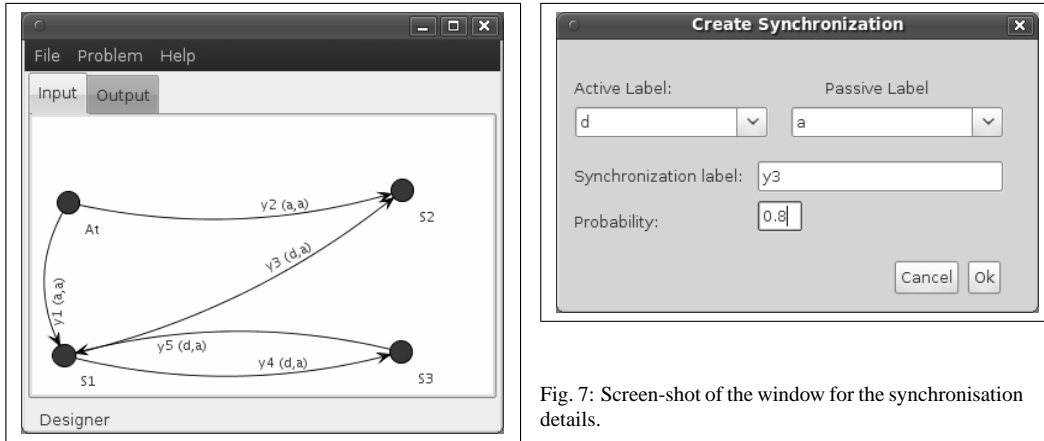 File Problem Help
Input Output
y2 (a,a)
S2
At
y3 (d,a)
y1 (a,a)
y5 (d,a)
y4 (d,a)
S1
S3
Designer
Create Synchronization
Active Label: Passive Label
d a
Synchronization label: y3
Probability: 0.8
Cancel Ok
Fig. 7: Screen-shot of the window for the synchronisation
details.